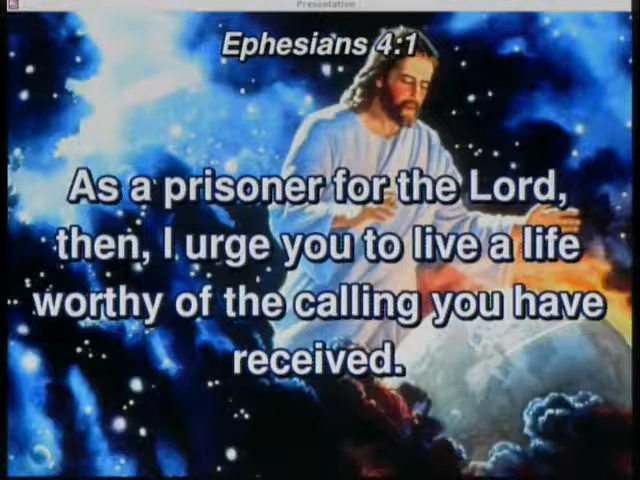 Presentation
Ephesians 4:1
As a prisoner for the Lord,
then, I urge you to live a life
worthy of the calling you have
received.